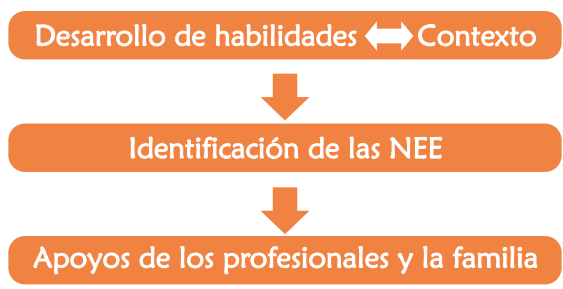 Desarrollo de habilidades Contexto
Identificación de las NEE
Apoyos de los profesionales y la familia